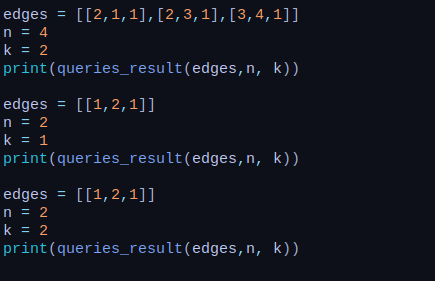 edges = [[2,1,1],[2,3,1],[3,4,1]]
n = 4
k = 2
print(queries_result(edges,n, k))
edges = [[1,2,1]]
n = 2
k = 1
print(queries_result(edges,n, k))
edges = [[1,2,1]]
n = 2
k = 2
print(queries_result(edges,n, k))